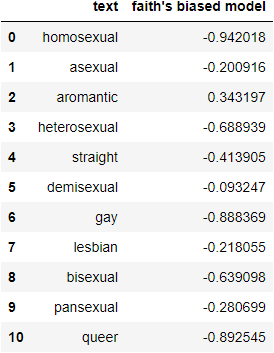 text faith's biased model
0 homosexual -0.942018
1 asexual -0.200916
2 aromantic 0.343197
3 heterosexual -0.688939
4 straight -0.413905
5 demisexual -0.093247
6 gay -0.888369
7 lesbian -0.218055
8 bisexual -0.639098
9 pansexual -0.280699
10 queer -0.892545